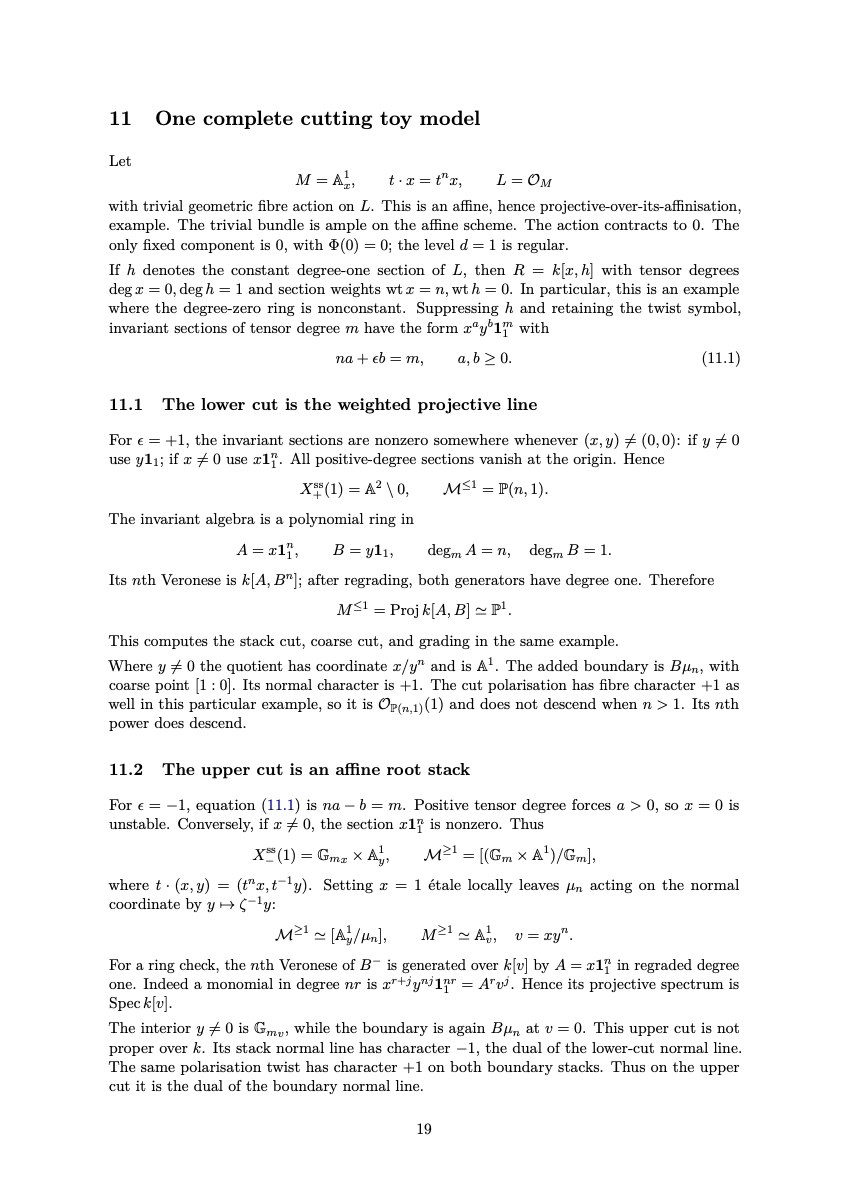 11 One complete cutting toy model
Let
M = 𝔸¹ₓ, t · x = tⁿx, L = 𝒪_M
with trivial geometric fibre action on L. This is an affine, hence projective-over-its-affinisation,
example. The trivial bundle is ample on the affine scheme. The action contracts to 0. The
only fixed component is 0, with Φ(0) = 0; the level d = 1 is regular.
If h denotes the constant degree-one section of L, then R = k[x, h] with tensor degrees
deg x = 0, deg h = 1 and section weights wt x = n, wt h = 0. In particular, this is an example
where the degree-zero ring is nonconstant. Suppressing h and retaining the twist symbol,
invariant sections of tensor degree m have the form xᵃyᵇ𝟏₁ᵐ with
na + ϵb = m, a, b ≥ 0. (11.1)
11.1 The lower cut is the weighted projective line
For ϵ = +1, the invariant sections are nonzero somewhere whenever (x, y) ≠ (0, 0): if y ≠ 0
use y𝟏₁; if x ≠ 0 use x𝟏₁ⁿ. All positive-degree sections vanish at the origin. Hence
X₊ˢˢ(1) = 𝔸² \ 0, ℳ^{≤1} = ℙ(n, 1).
The invariant algebra is a polynomial ring in
A = x𝟏₁ⁿ, B = y𝟏₁, deg_m A = n, deg_m B = 1.
Its nth Veronese is k[A, Bⁿ]; after regrading, both generators have degree one. Therefore
M^{≤1} = Proj k[A, B] ≃ ℙ¹.
This computes the stack cut, coarse cut, and grading in the same example.
Where y ≠ 0 the quotient has coordinate x/yⁿ and is 𝔸¹. The added boundary is Bμₙ, with
coarse point [1 : 0]. Its normal character is +1. The cut polarisation has fibre character +1 as
well in this particular example, so it is 𝒪_{ℙ(n,1)}(1) and does not descend when n > 1. Its nth
power does descend.
11.2 The upper cut is an affine root stack
For ϵ = −1, equation (11.1) is na − b = m. Positive tensor degree forces a > 0, so x = 0 is
unstable. Conversely, if x ≠ 0, the section x𝟏₁ⁿ is nonzero. Thus
X₋ˢˢ(1) = 𝔾_{m x} × 𝔸¹_y, ℳ^{≥1} = [(𝔾ₘ × 𝔸¹)/𝔾ₘ],
where t · (x, y) = (tⁿx, t⁻¹y). Setting x = 1 étale locally leaves μₙ acting on the normal
coordinate by y ↦ ζ⁻¹y:
ℳ^{≥1} ≃ [𝔸¹_y/μₙ], M^{≥1} ≃ 𝔸¹_v, v = xyⁿ.
For a ring check, the nth Veronese of B⁻ is generated over k[v] by A = x𝟏₁ⁿ in regraded degree
one. Indeed a monomial in degree nr is x^{r+j}y^{nj}𝟏₁^{nr} = Aʳvʲ. Hence its projective spectrum is
Spec k[v].
The interior y ≠ 0 is 𝔾_{m v}, while the boundary is again Bμₙ at v = 0. This upper cut is not
proper over k. Its stack normal line has character −1, the dual of the lower-cut normal line.
The same polarisation twist has character +1 on both boundary stacks. Thus on the upper
cut it is the dual of the boundary normal line.
19